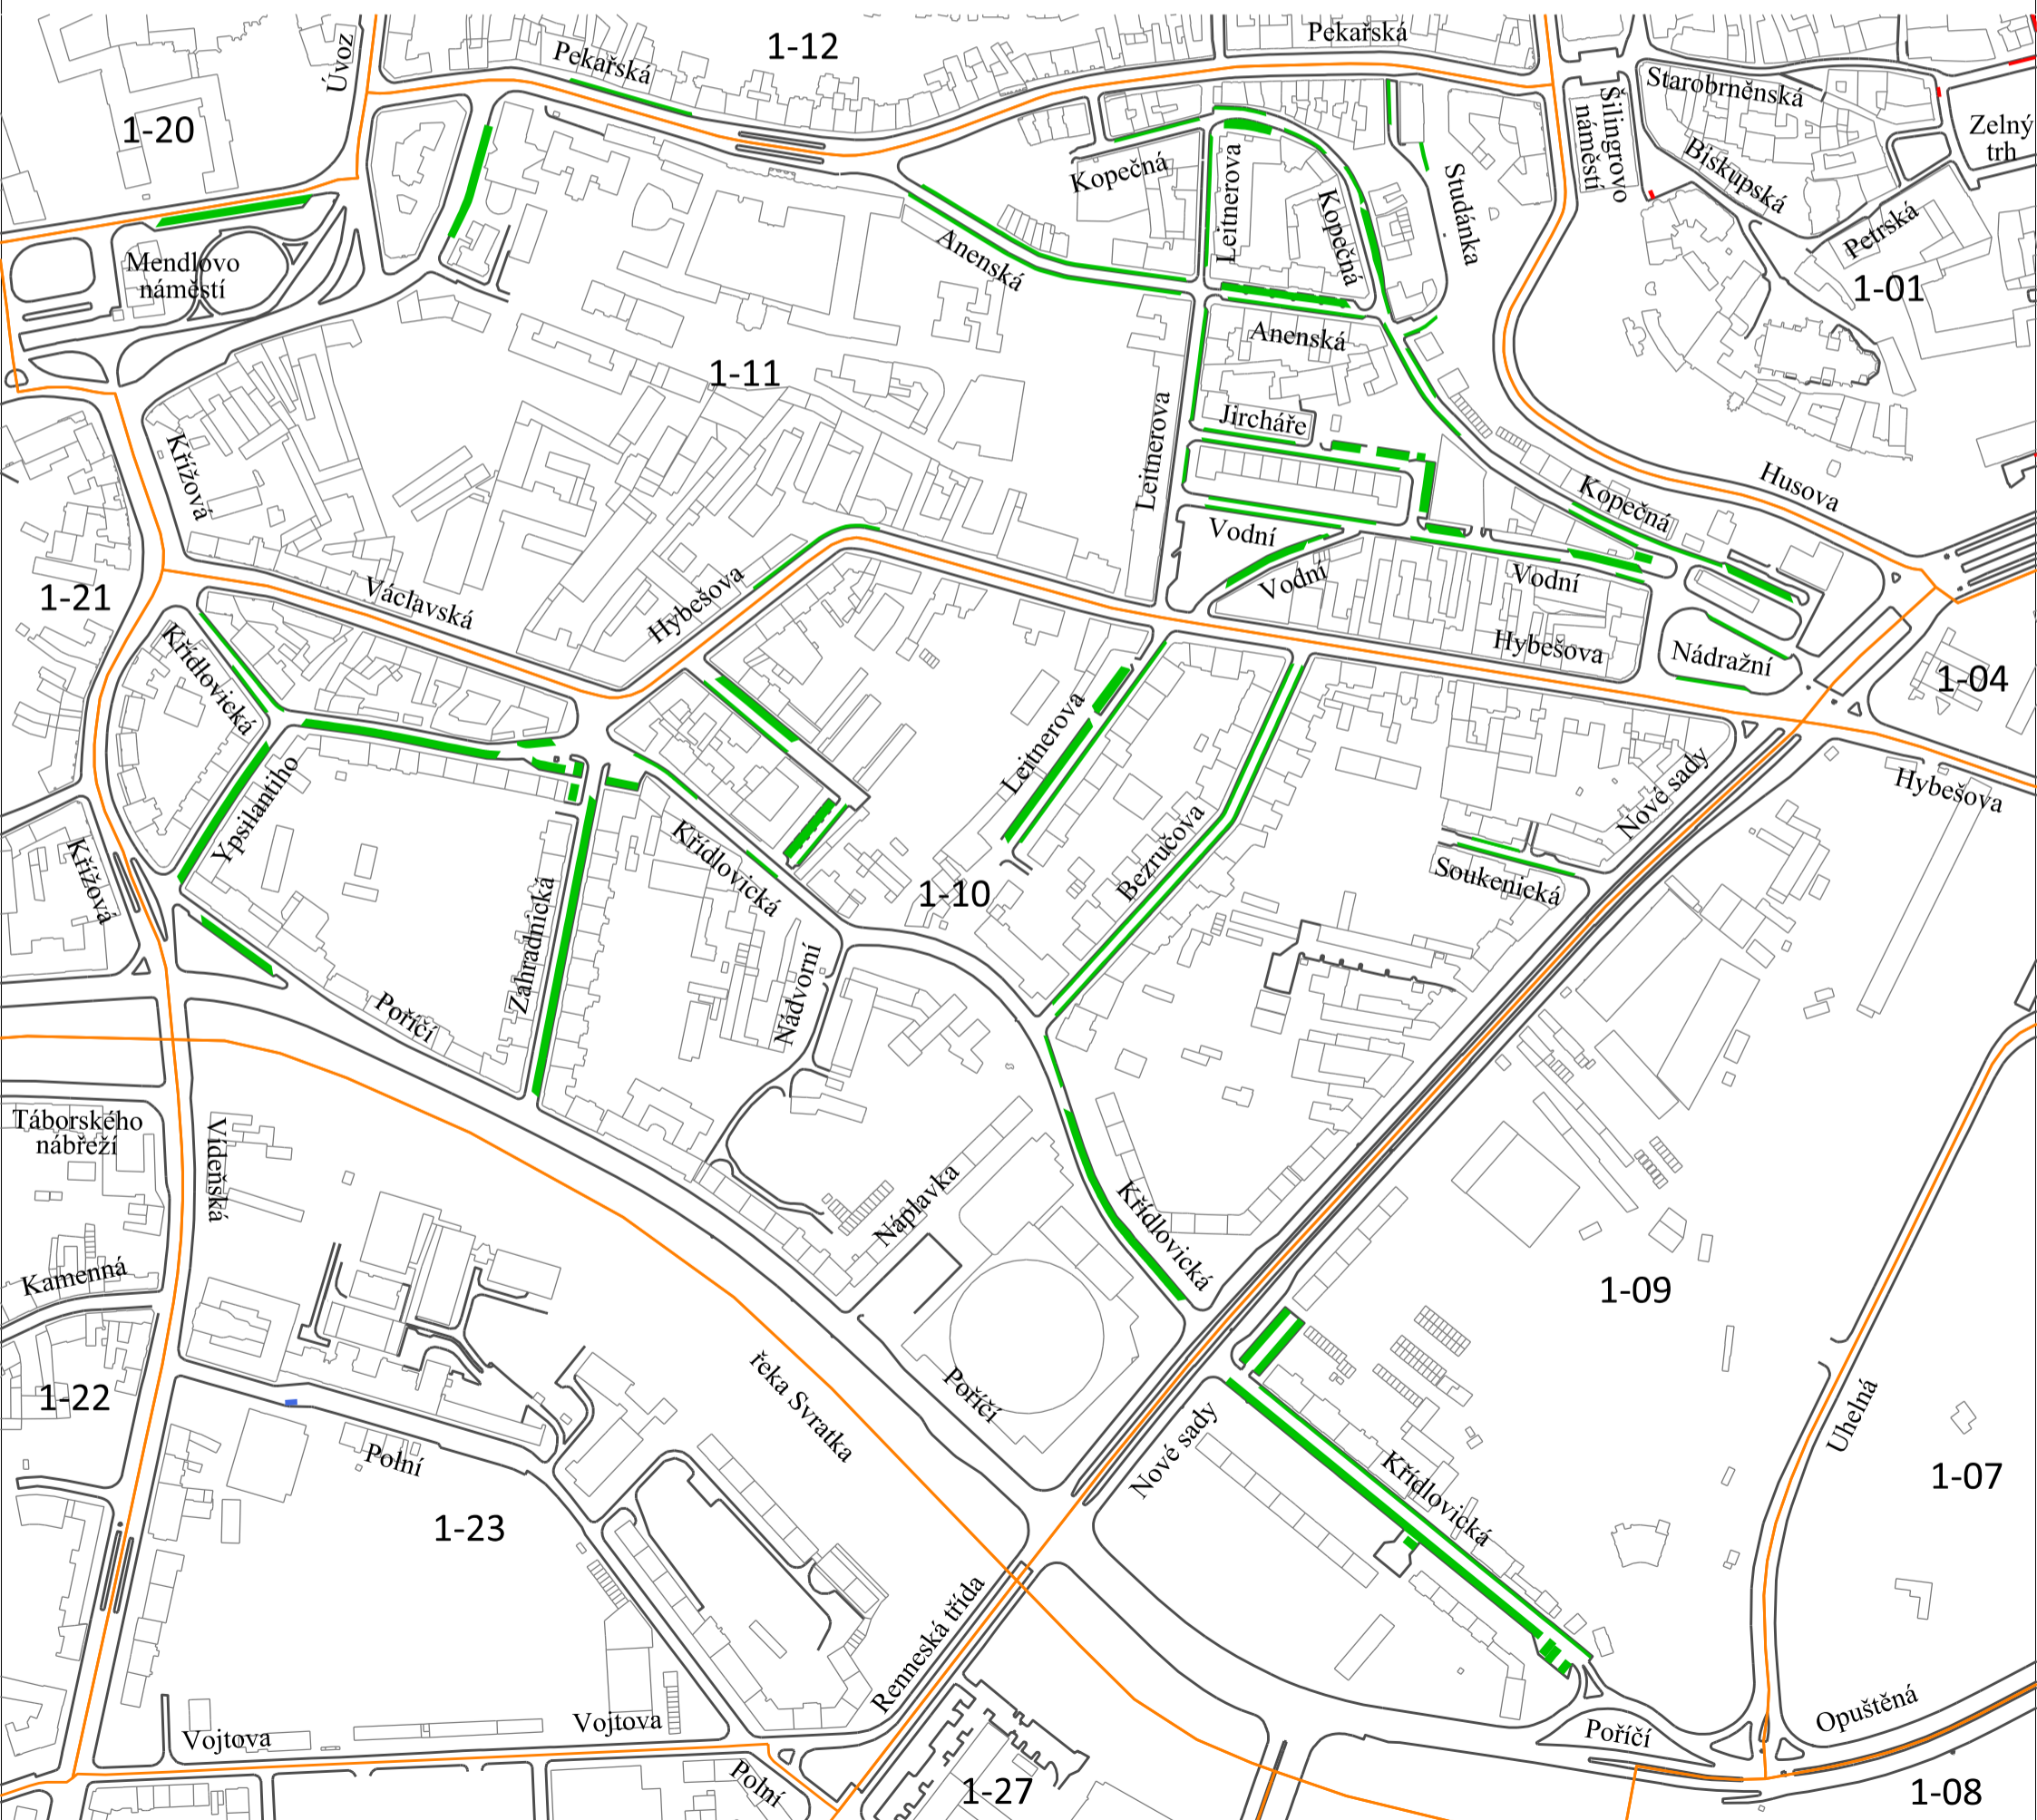 Pekařská
1-12
Pekařská
Úvoz
Starobrněnská
Šilingrovo
náměstí
Zelný
trh
1-20
Kopečná
Leitnerova
Kopečná
Studánka
Biskupská
Petrská
Mendlovo
náměstí
Anenská
1-01
Anenská
1-11
Jircháře
Leitnerova
Křížová
Husova
Kopečná
Vodní
Vodní
Vodní
1-21
Václavská
Hybešova
Křídlovická
Hybešova
Nádražní
1-04
Leitnerova
Ypsilantiho
Nové sady
Hybešova
Křížová
Křídlovická
Bezručova
Soukenická
1-10
Zahradnická
Nádvorní
Poříčí
Táborského
nábřeží
Vídeňská
Náplavka
Křídlovická
Kamenná
1-09
1-22
řeka Svratka
Poříčí
Nové sady
Uhelná
Polní
Křídlovická
1-07
1-23
Renneská třída
Vojtova
Vojtova
Opuštěná
Poříčí
Polní
1-27
1-08